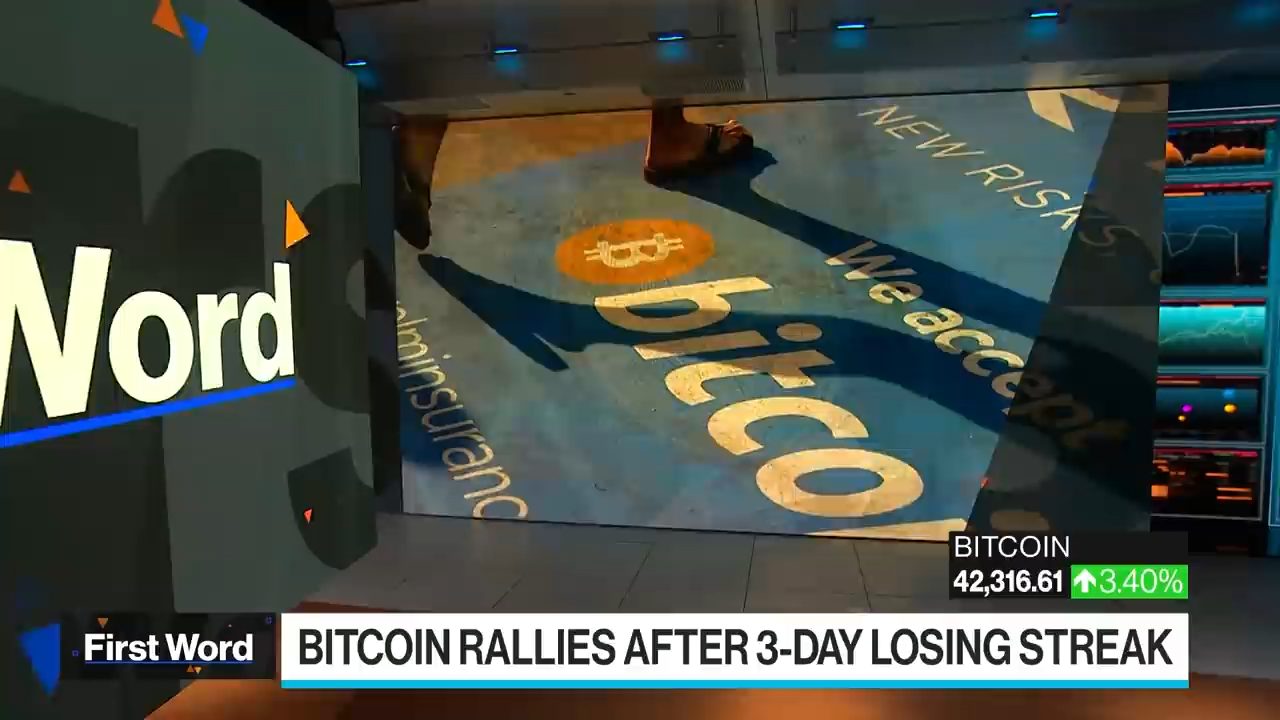 Word
NEW RISKS
We accept
bitco
BITCOIN
42,316.61 3.40%
First Word
BITCOIN RALLIES AFTER 3-DAY LOSING STREAK